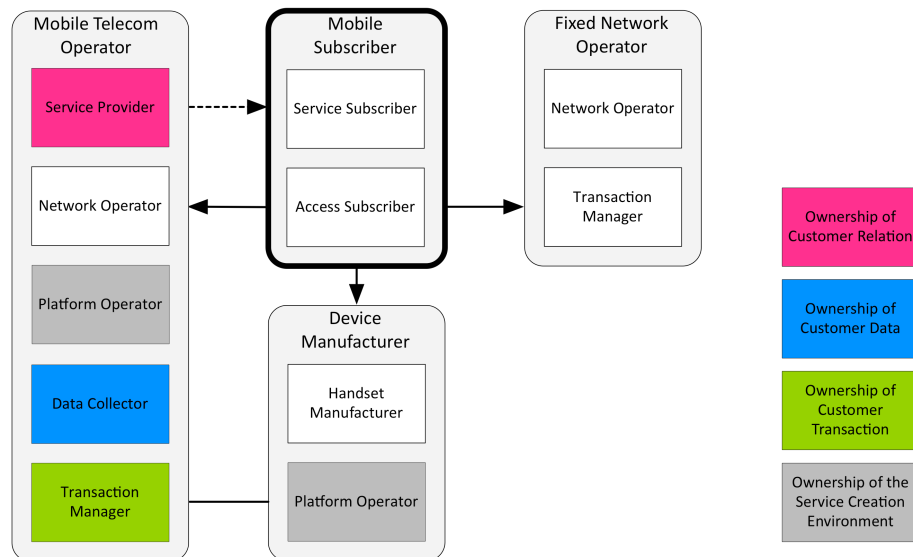 Mobile Telecom
Operator
Service Provider
Network Operator
Platform Operator
Data Collector
Transaction
Manager
Mobile
Subscriber
Service Subscriber
Access Subscriber
Device
Manufacturer
Handset
Manufacturer
Platform Operator
Fixed Network
Operator
Network Operator
Transaction
Manager
Ownership of
Customer Relation
Ownership of
Customer Data
Ownership of
Customer
Transaction
Ownership of the
Service Creation
Environment